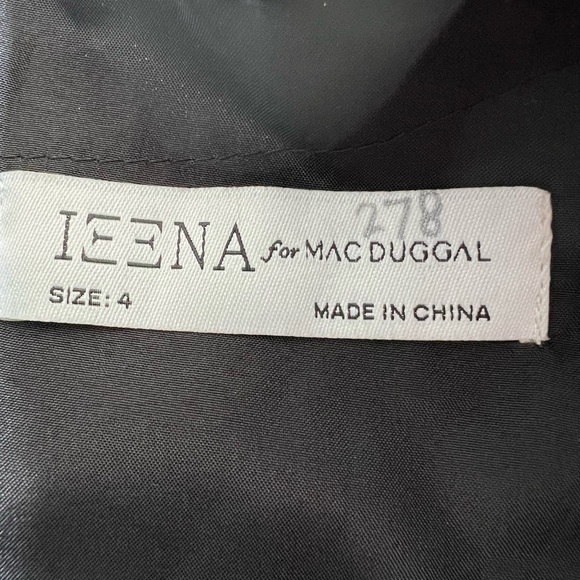 278
IEENA for MAC DUGGAL
SIZE: 4
MADE IN CHINA